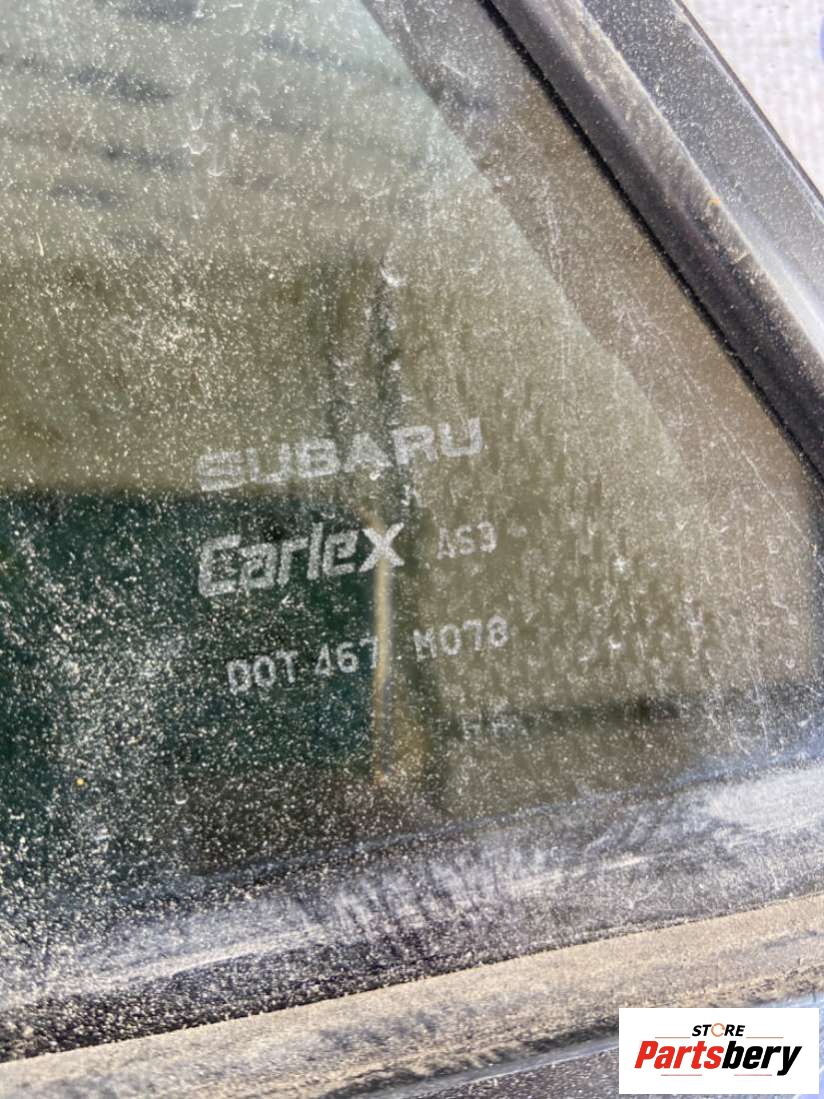 SUBARU
Carlex AS3
DOT 467 M078
STORE
Partsbery